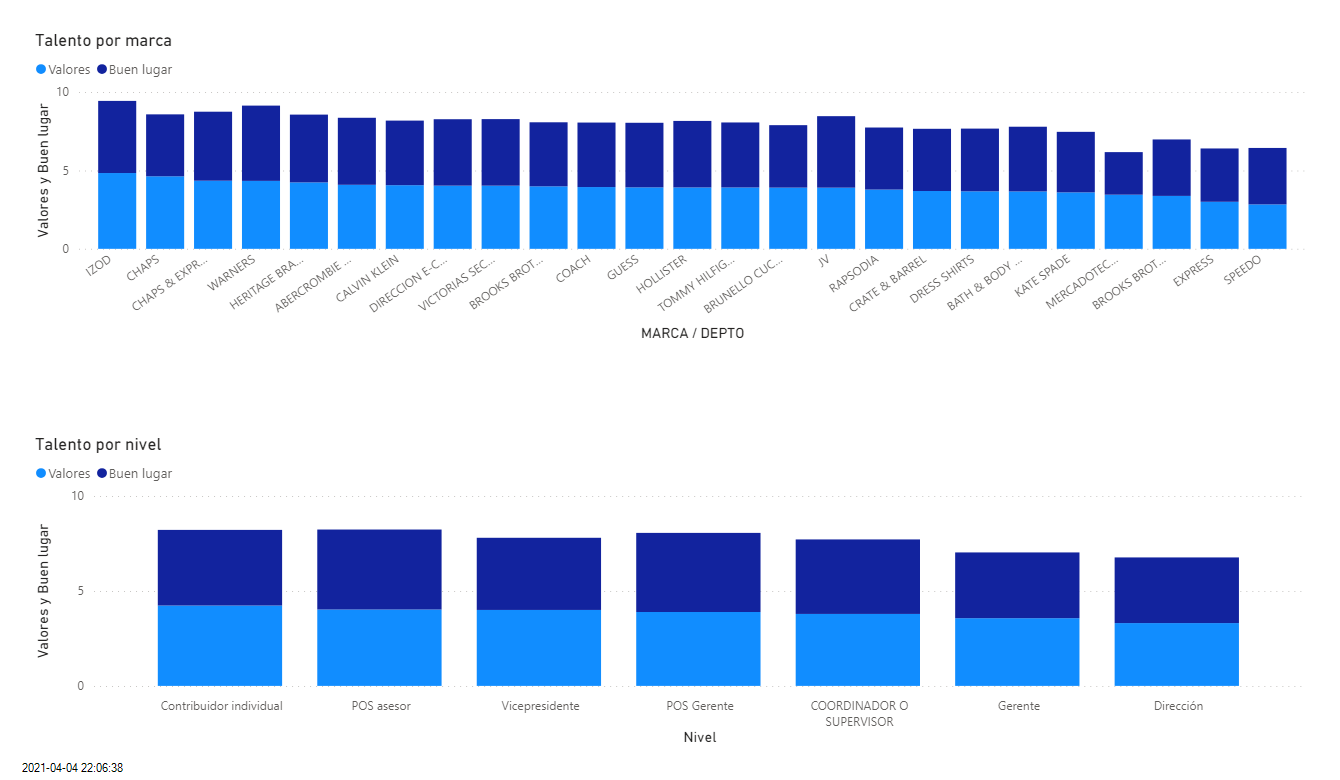 Talento por marca
Valores Buen lugar
Valores y Buen lugar
10
5
0
IZOD
CHAPS
CHAPS & EXPR...
WARNERS
HERITAGE BRA...
ABERCROMBIE ...
CALVIN KLEIN
DIRECCION E-C...
VICTORIAS SEC...
BROOKS BROT...
COACH
GUESS
HOLLISTER
TOMMY HILFIG...
BRUNELLO CUC...
JV
RAPSODIA
CRATE & BARREL
DRESS SHIRTS
BATH & BODY ...
KATE SPADE
MERCADOTEC...
BROOKS BROT...
EXPRESS
SPEEDO
MARCA / DEPTO
Talento por nivel
Valores Buen lugar
Valores y Buen lugar
10
5
0
Contribuidor individual
POS asesor
Vicepresidente
POS Gerente
COORDINADOR O
SUPERVISOR
Gerente
Dirección
Nivel
2021-04-04 22:06:38